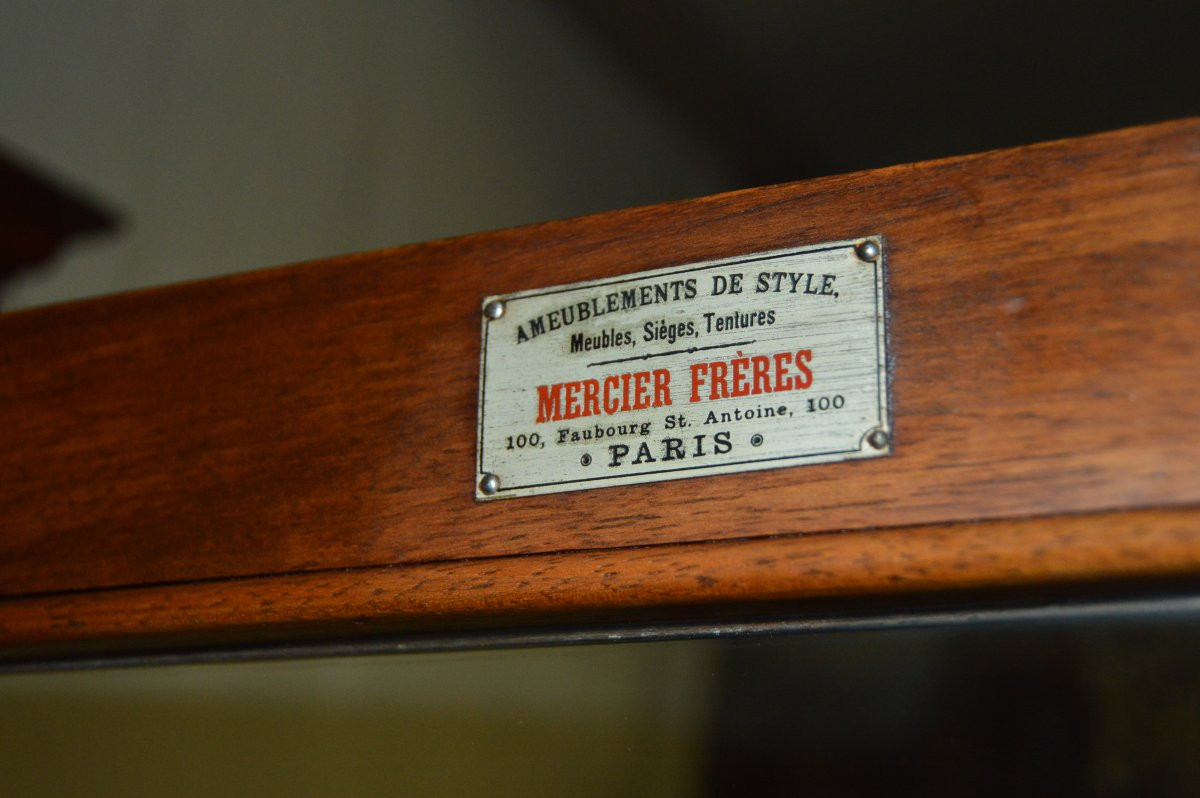 AMEUBLEMENTS DE STYLE,
Meubles, Sièges, Tentures
MERCIER FRÈRES
100, Faubourg St. Antoine, 100
• PARIS •